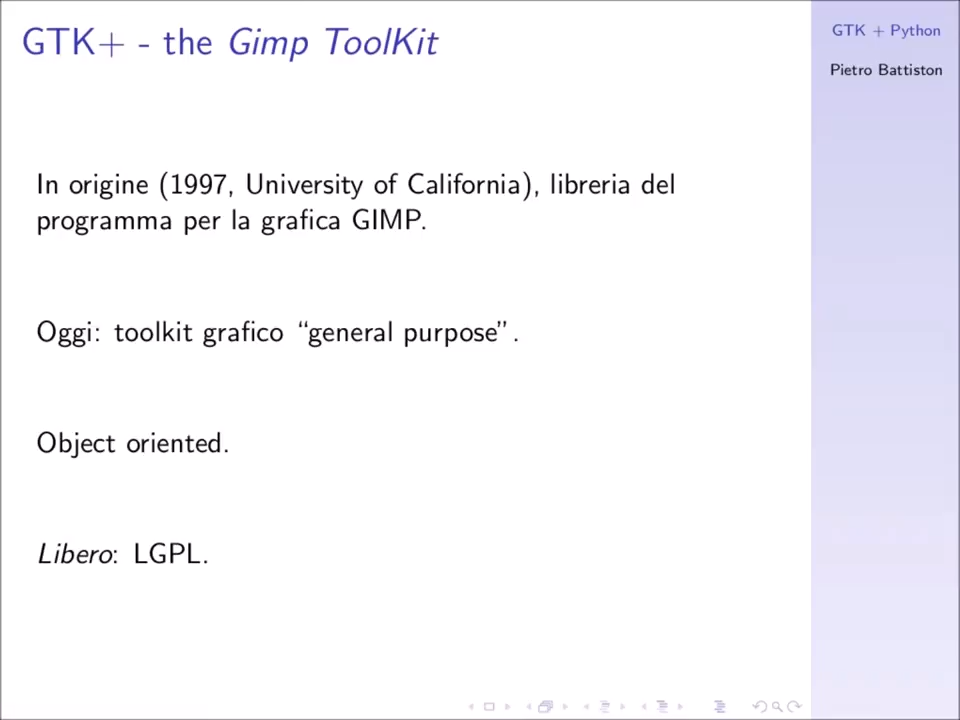 GTK+ - the Gimp ToolKit
GTK + Python
Pietro Battiston
In origine (1997, University of California), libreria del
programma per la grafica GIMP.
Oggi: toolkit grafico “general purpose”.
Object oriented.
Libero: LGPL.